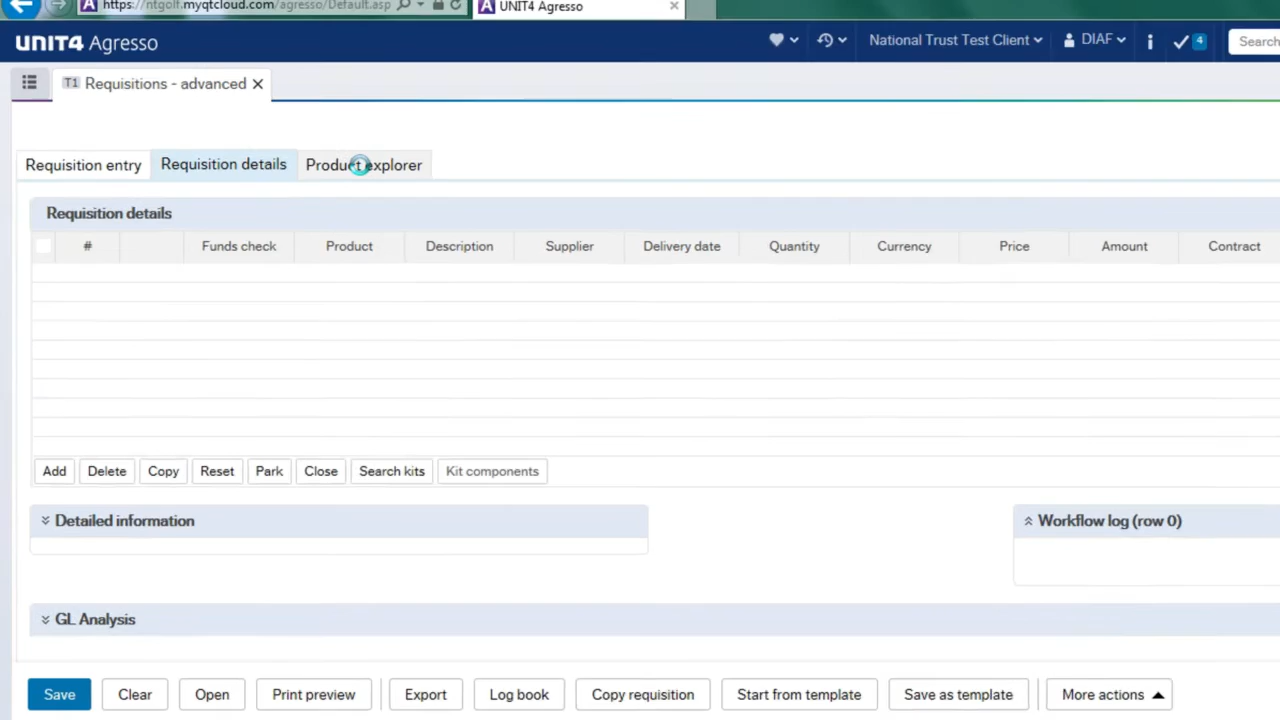 https://ntgolf.myqtcloud.com/agresso/Default.asp
UNIT4 Agresso
UNIT4 Agresso
National Trust Test Client
DIAF
4
Search
T1 Requisitions - advanced
Requisition entry
Requisition details
Product explorer
Requisition details
# Funds check Product Description Supplier Delivery date Quantity Currency Price Amount Contract
Add Delete Copy Reset Park Close Search kits Kit components
Detailed information
Workflow log (row 0)
GL Analysis
Save Clear Open Print preview Export Log book Copy requisition Start from template Save as template More actions